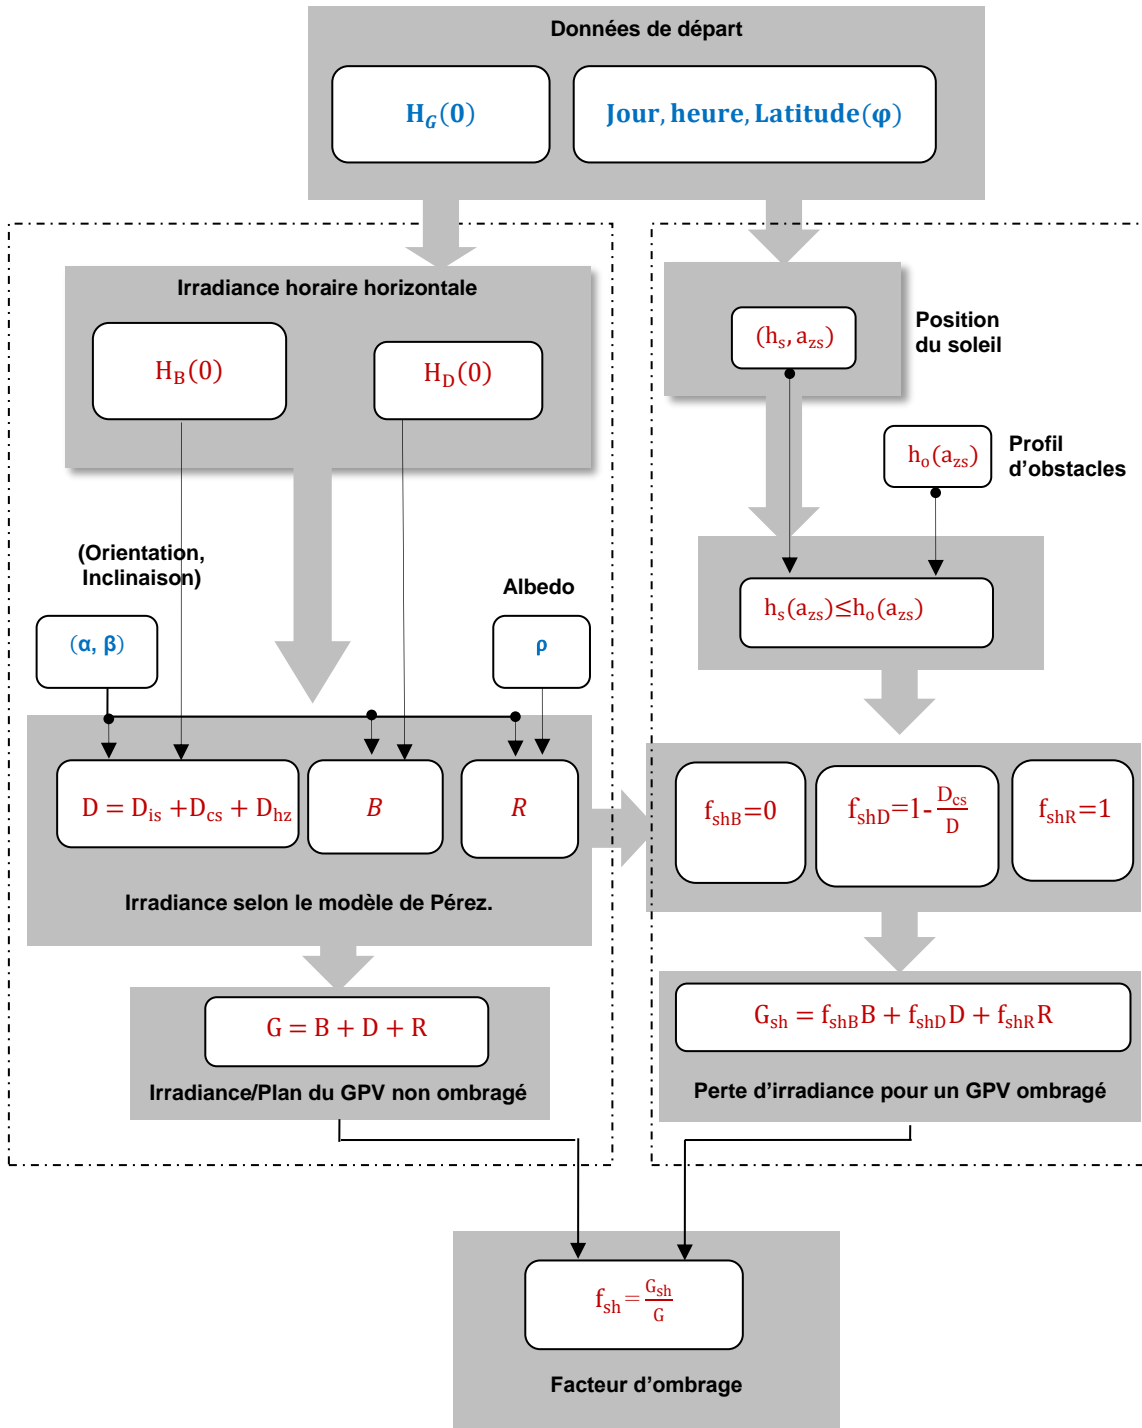 Données de départ
H_G(0)
Jour, heure, Latitude(φ)
Irradiance horaire horizontale
H_B(0)
H_D(0)
(h_s, a_zs)
Position
du soleil
h_o(a_zs)
Profil
d'obstacles
(Orientation,
Inclinaison)
Albedo
(α, β)
ρ
h_s(a_zs)≤h_o(a_zs)
D = D_is +D_cs + D_hz
B
R
Irradiance selon le modèle de Pérez.
f_shB=0
f_shD=1-D_cs/D
f_shR=1
G = B + D + R
Irradiance/Plan du GPV non ombragé
G_sh = f_shB B + f_shD D + f_shR R
Perte d'irradiance pour un GPV ombragé
f_sh=G_sh/G
Facteur d'ombrage